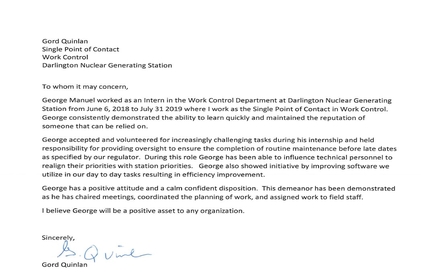 Gord Quinlan
Single Point of Contact
Work Control
Darlington Nuclear Generating Station
To whom it may concern,
George Manuel worked as an Intern in the Work Control Department at Darlington Nuclear Generating
Station from June 6, 2018 to July 31 2019 where I work as the Single Point of Contact in Work Control.
George consistently demonstrated the ability to learn quickly and maintained the reputation of
someone that can be relied on.
George accepted and volunteered for increasingly challenging tasks during his internship and held
responsibility for providing oversight to ensure the completion of routine maintenance before late dates
as specified by our regulator. During this role George has been able to influence technical personnel to
realign their priorities with station priorities. George also showed initiative by improving software we
utilize in our day to day tasks resulting in efficiency improvement.
George has a positive attitude and a calm confident disposition. This demeanor has been demonstrated
as he has chaired meetings, coordinated the planning of work, and assigned work to field staff.
I believe George will be a positive asset to any organization.
Sincerely,
G. Quinl
Gord Quinlan